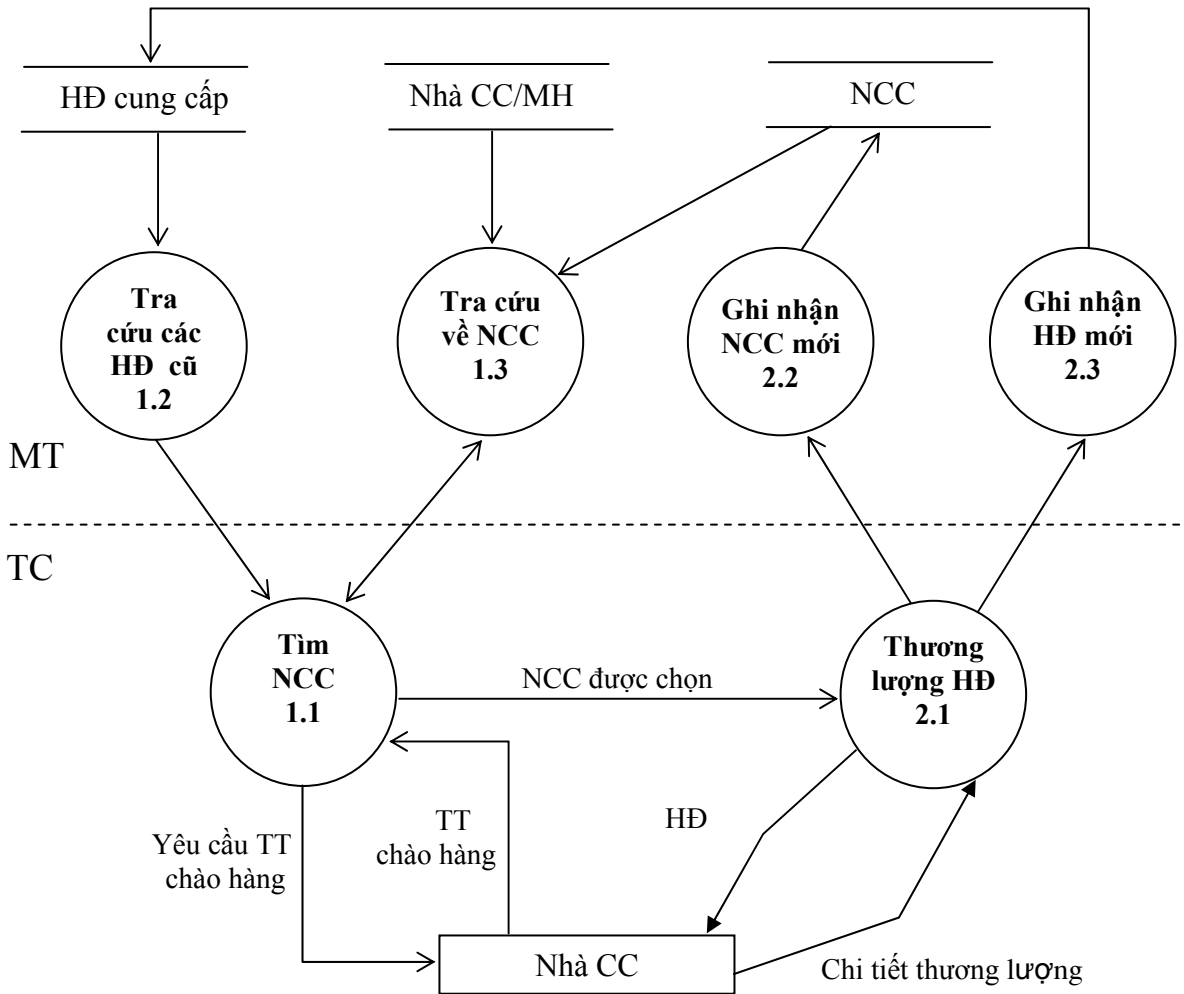 HĐ cung cấp
Nhà CC/MH
NCC
Tra
cứu các
HĐ cũ
1.2
Tra cứu
về NCC
1.3
Ghi nhận
NCC mới
2.2
Ghi nhận
HĐ mới
2.3
MT
TC
Tìm
NCC
1.1
NCC được chọn
Thương
lượng HĐ
2.1
Yêu cầu TT
chào hàng
TT
chào hàng
HĐ
Nhà CC
Chi tiết thương lượng